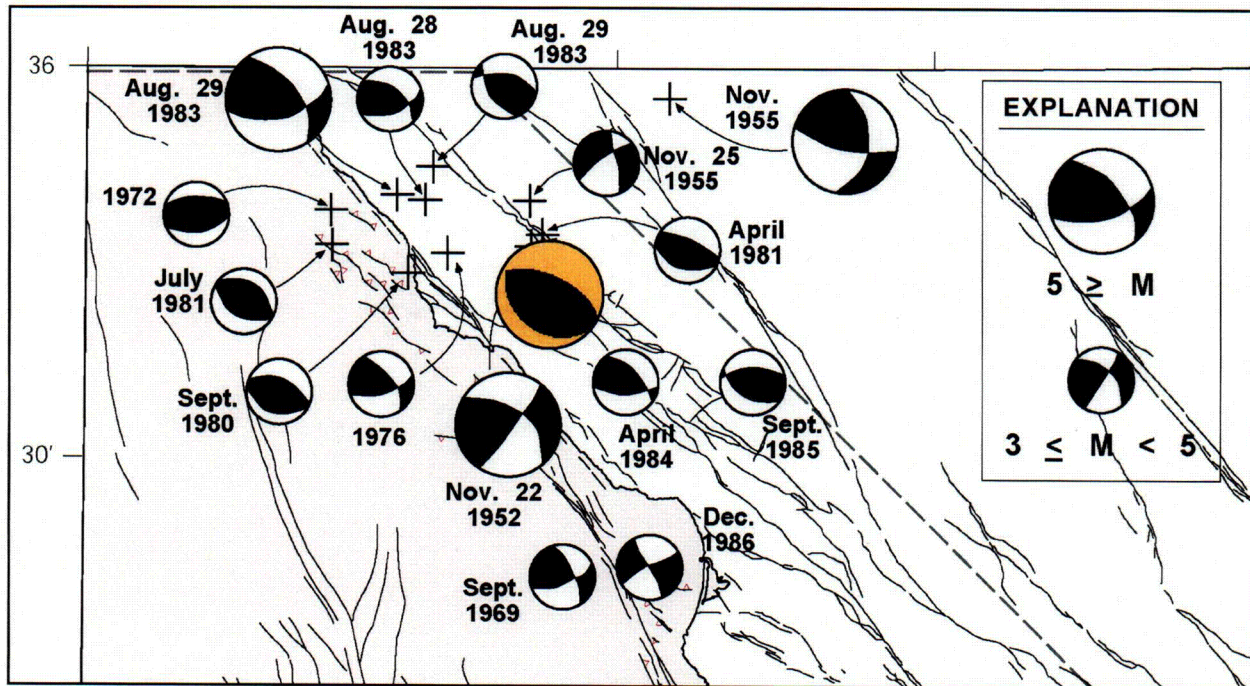 Aug. 28
1983
Aug. 29
1983
36
Aug. 29
1983
Nov.
1955
EXPLANATION
Nov. 25
1955
1972
April
1981
July
1981
5 ≥ M
Sept.
1980
1976
April
1984
Sept.
1985
3 ≤ M < 5
30'
Nov. 22
1952
Dec.
1986
Sept.
1969